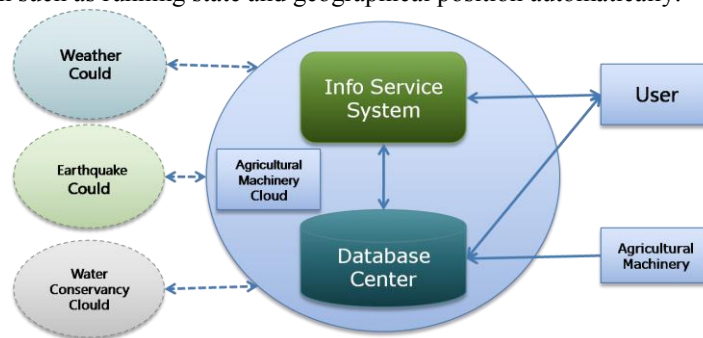 such as running state and geographical position automatically.
Weather
Could
Info Service
System
User
Earthquake
Could
Agricultural
Machinery
Cloud
Database
Center
Agricultural
Machinery
Water
Conservancy
Clould